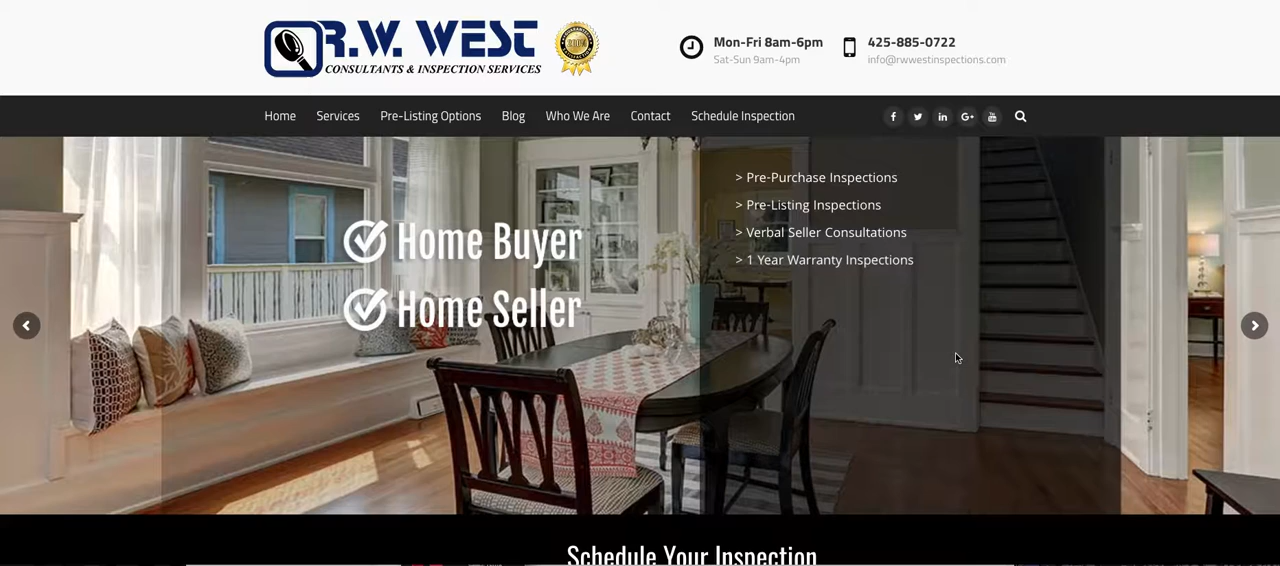 R.W. WEST
CONSULTANTS & INSPECTION SERVICES
Mon-Fri 8am-6pm
Sat-Sun 9am-4pm
425-885-0722
info@rwwestinspections.com
Home Services Pre-Listing Options Blog Who We Are Contact Schedule Inspection
Home Buyer
Home Seller
> Pre-Purchase Inspections
> Pre-Listing Inspections
> Verbal Seller Consultations
> 1 Year Warranty Inspections
Schedule Your Inspection